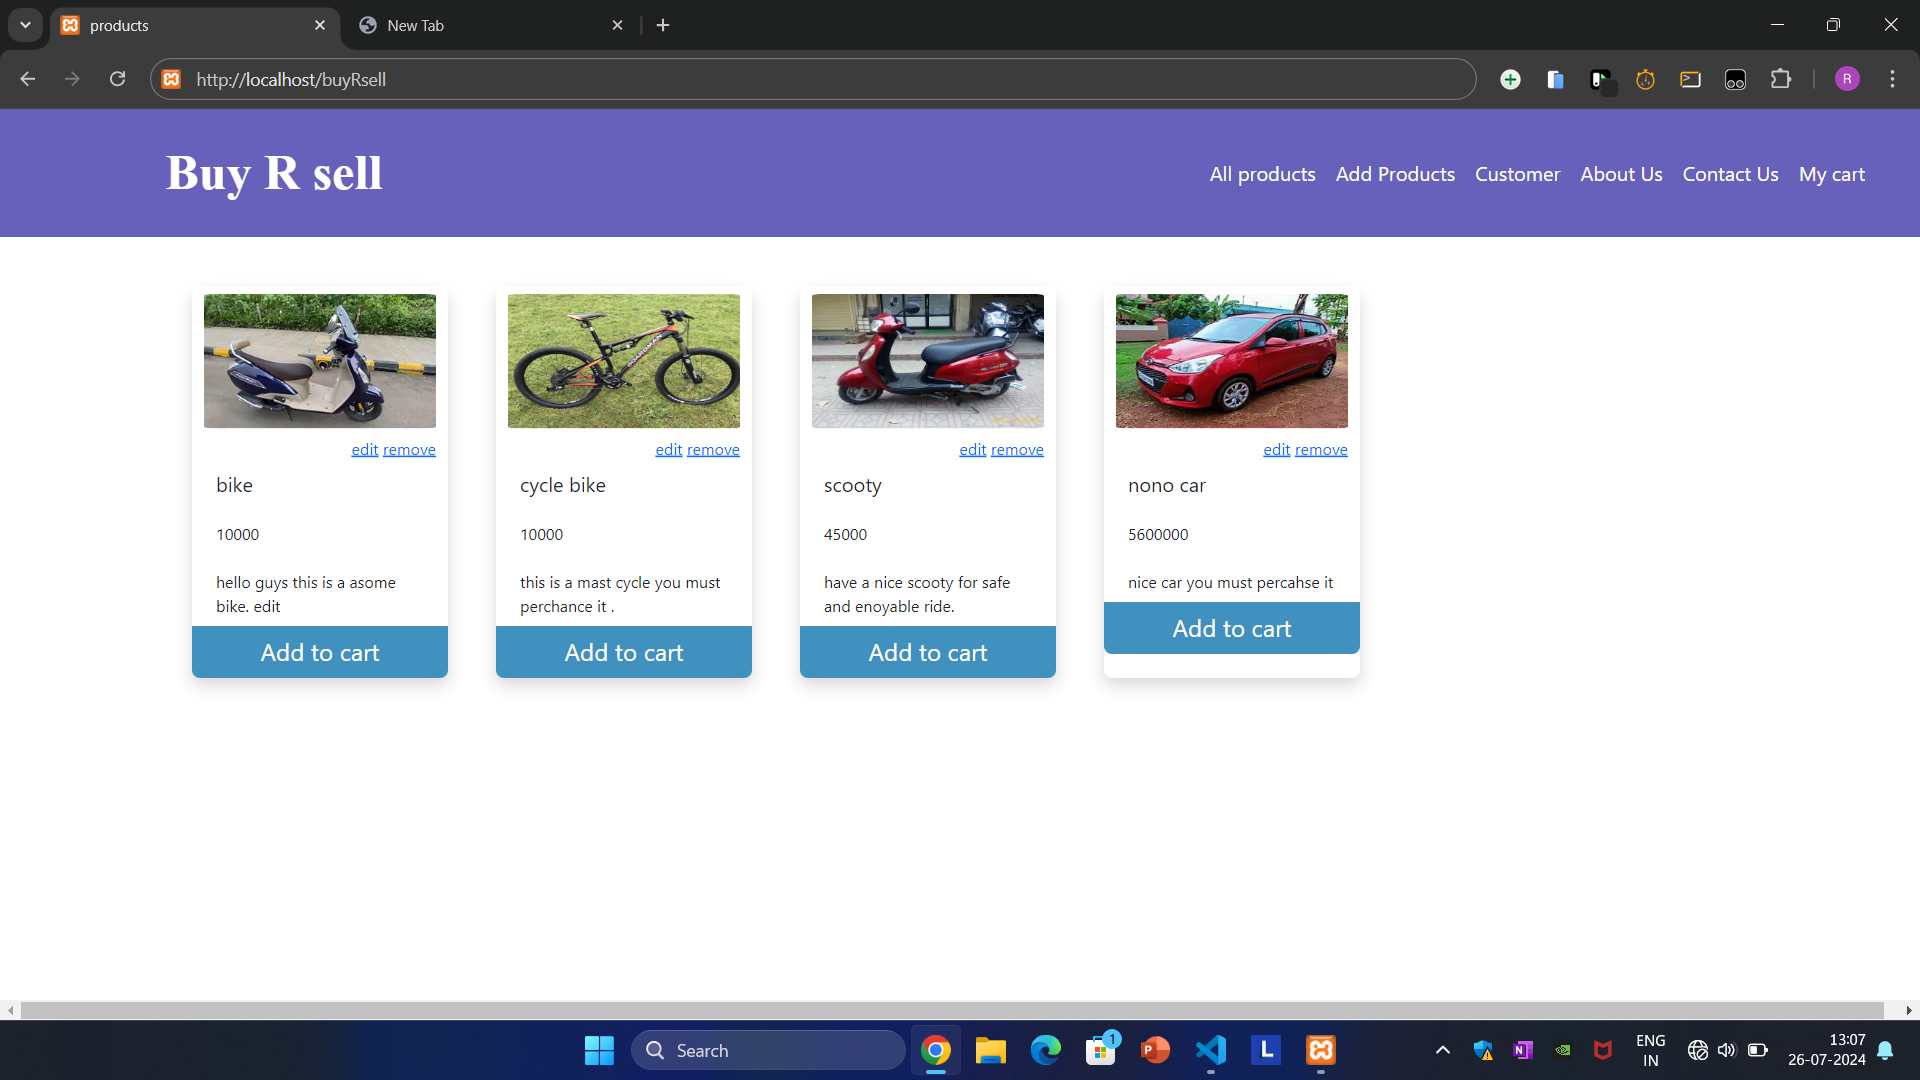 products
New Tab
http://localhost/buyRsell
R
Buy R sell
All products Add Products Customer About Us Contact Us My cart
edit remove
bike
10000
hello guys this is a asome
bike. edit
Add to cart
edit remove
cycle bike
10000
this is a mast cycle you must
perchance it .
Add to cart
edit remove
scooty
45000
have a nice scooty for safe
and enoyable ride.
Add to cart
edit remove
nono car
5600000
nice car you must percahse it
Add to cart
Search
1
P
L
N
ENG
IN
13:07
26-07-2024